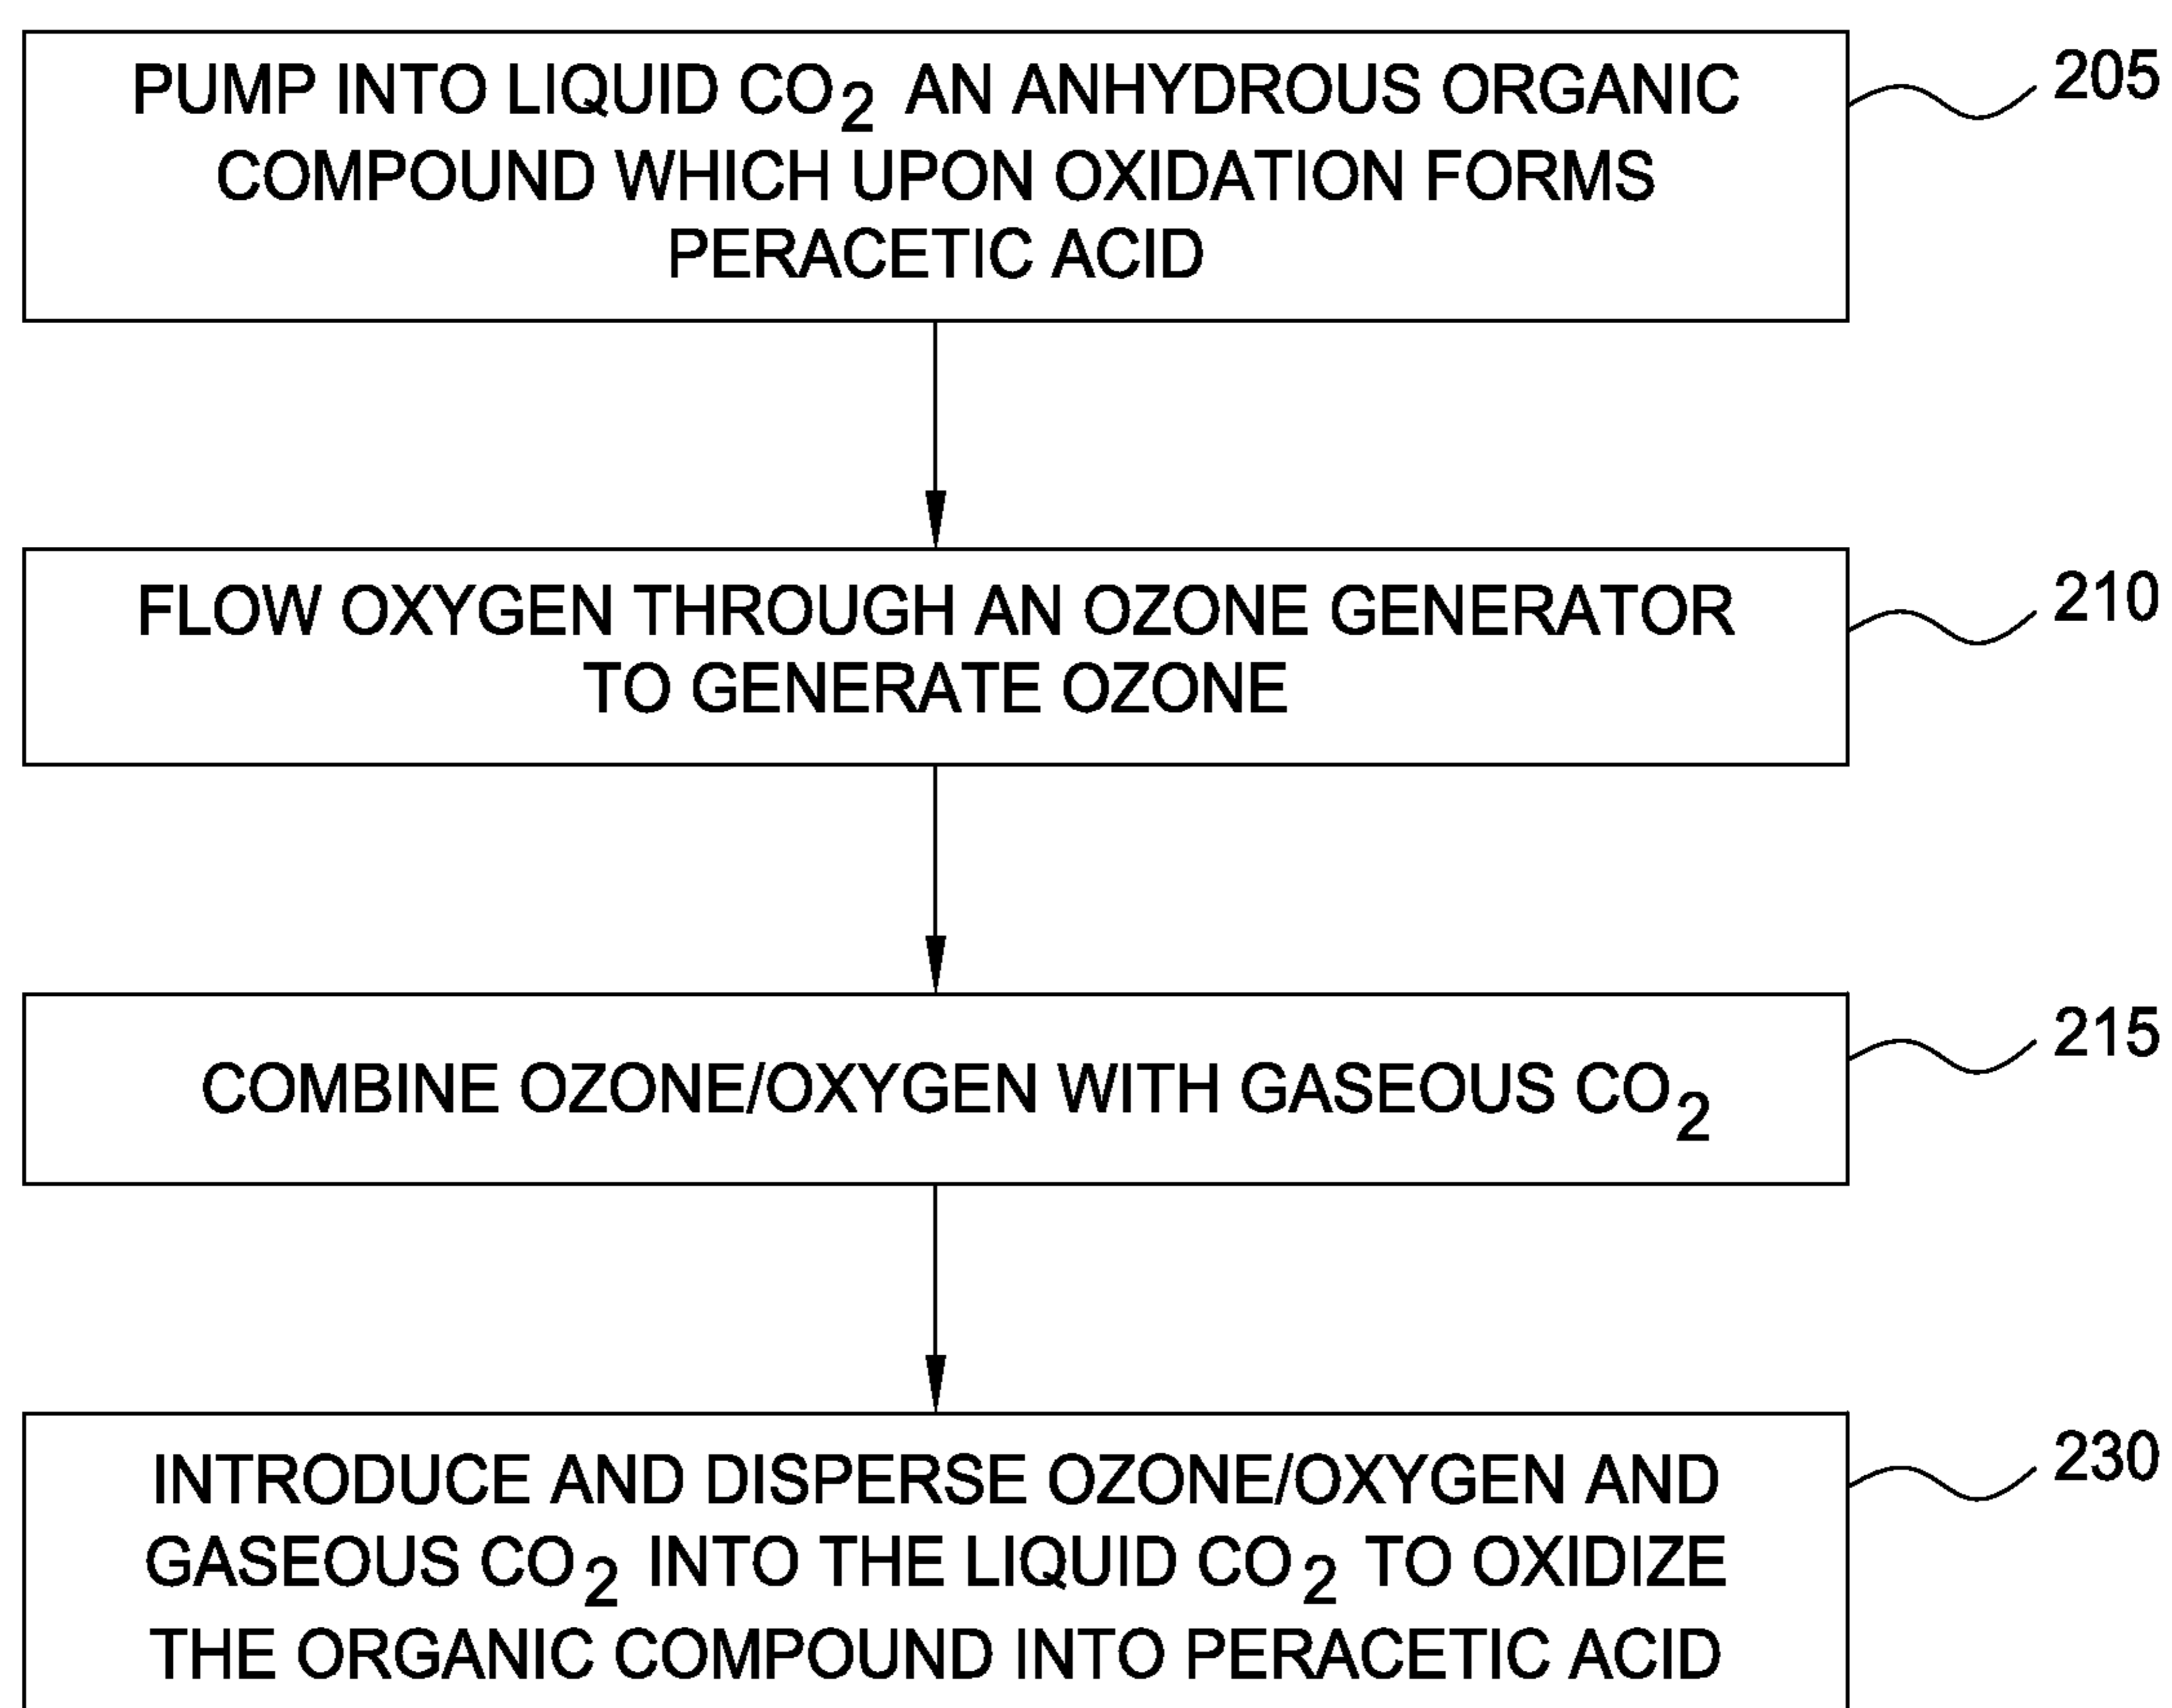 PUMP INTO LIQUID CO2 AN ANHYDROUS ORGANIC
COMPOUND WHICH UPON OXIDATION FORMS
PERACETIC ACID
205
FLOW OXYGEN THROUGH AN OZONE GENERATOR
TO GENERATE OZONE
210
COMBINE OZONE/OXYGEN WITH GASEOUS CO2
215
INTRODUCE AND DISPERSE OZONE/OXYGEN AND
GASEOUS CO2 INTO THE LIQUID CO2 TO OXIDIZE
THE ORGANIC COMPOUND INTO PERACETIC ACID
230